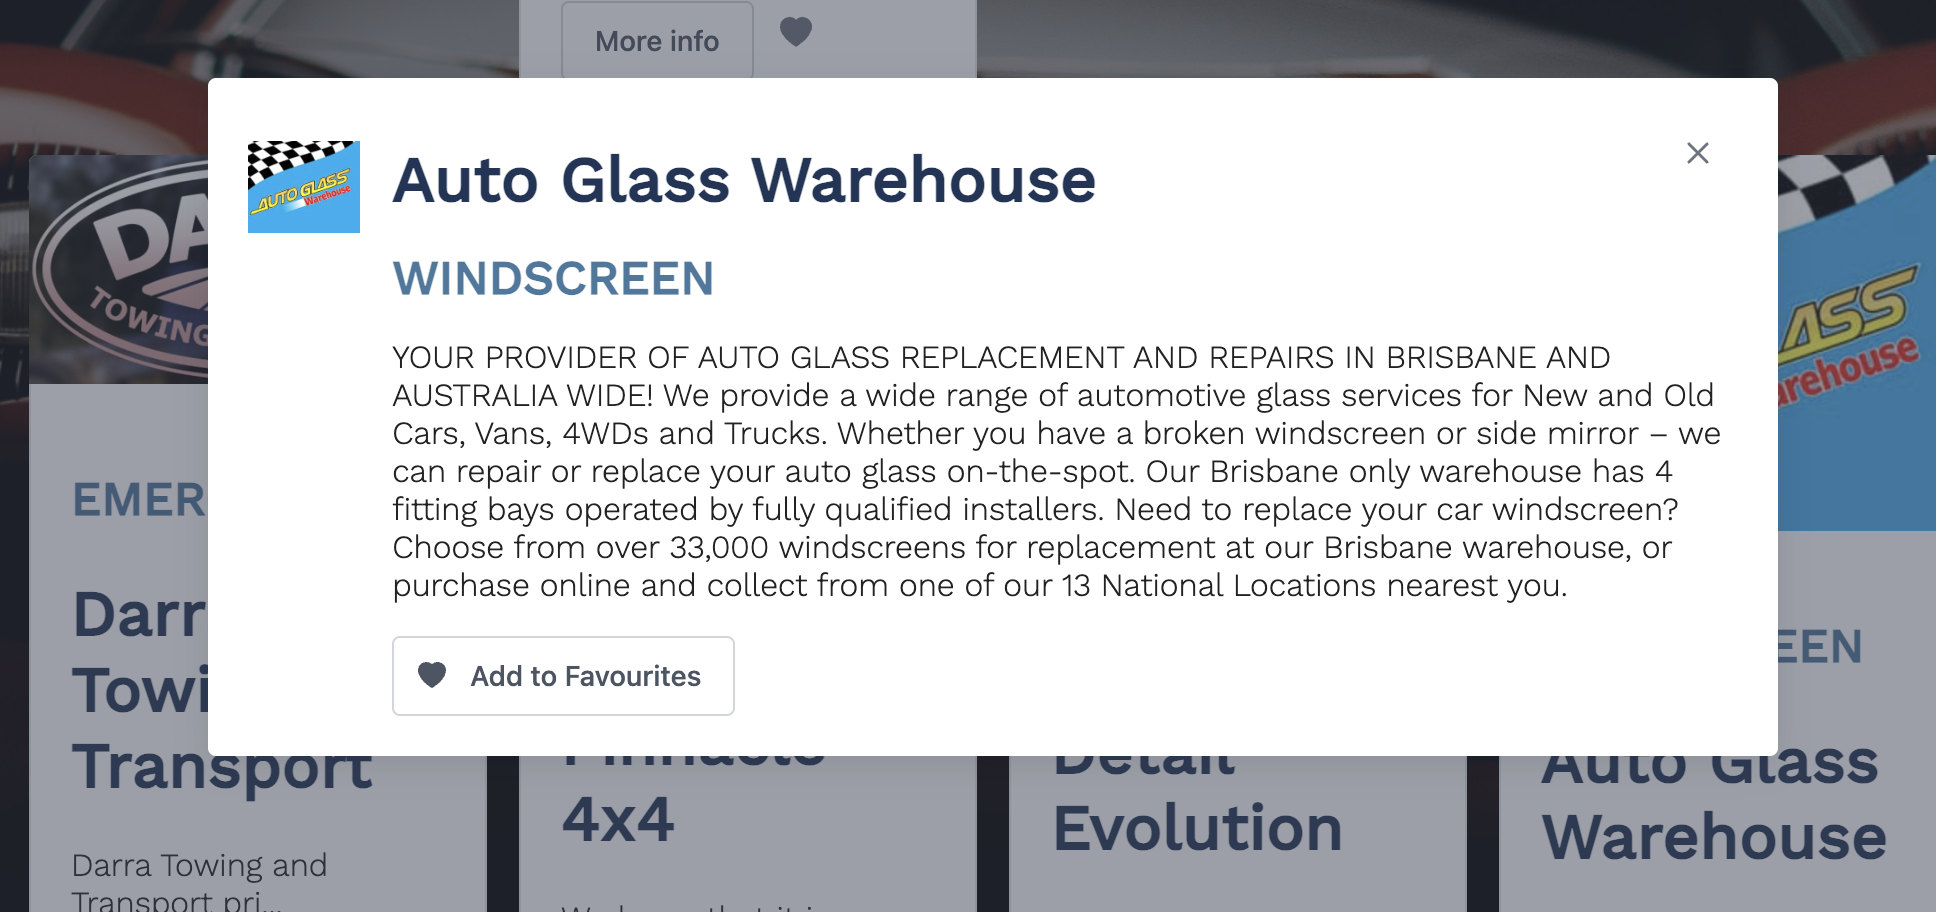 More info
Auto Glass Warehouse
AUTO GLASS
Warehouse
WINDSCREEN
YOUR PROVIDER OF AUTO GLASS REPLACEMENT AND REPAIRS IN BRISBANE AND
AUSTRALIA WIDE! We provide a wide range of automotive glass services for New and Old
Cars, Vans, 4WDs and Trucks. Whether you have a broken windscreen or side mirror – we
can repair or replace your auto glass on-the-spot. Our Brisbane only warehouse has 4
fitting bays operated by fully qualified installers. Need to replace your car windscreen?
Choose from over 33,000 windscreens for replacement at our Brisbane warehouse, or
purchase online and collect from one of our 13 National Locations nearest you.
Add to Favourites
DA
TOWING
EMER
Darr
Towi
Transport
Darra Towing and
Transport pri...
Pinnacle
4x4
Detail
Evolution
ASS
arehouse
EEN
Auto Glass
Warehouse